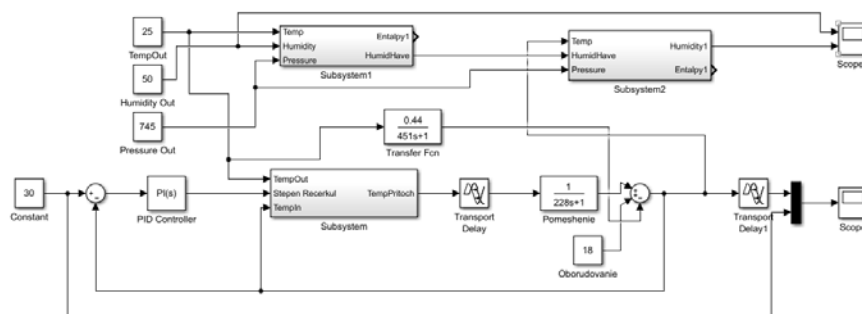 25
TempOut
50
Humidity Out
745
Pressure Out
Temp
Humidity
Pressure
Entalpy1
HumidHave
Subsystem1
Temp
HumidHave
Pressure
Humidity1
Entalpy1
Subsystem2
Scope
0.44
451s+1
Transfer Fcn
30
Constant
PI(s)
PID Controller
TempOut
Stepen Recerkul
TempIn
TempPritoch
Subsystem
Transport
Delay
1
228s+1
Pomeshenie
18
Oborudovanie
Transport
Delay1
Scope